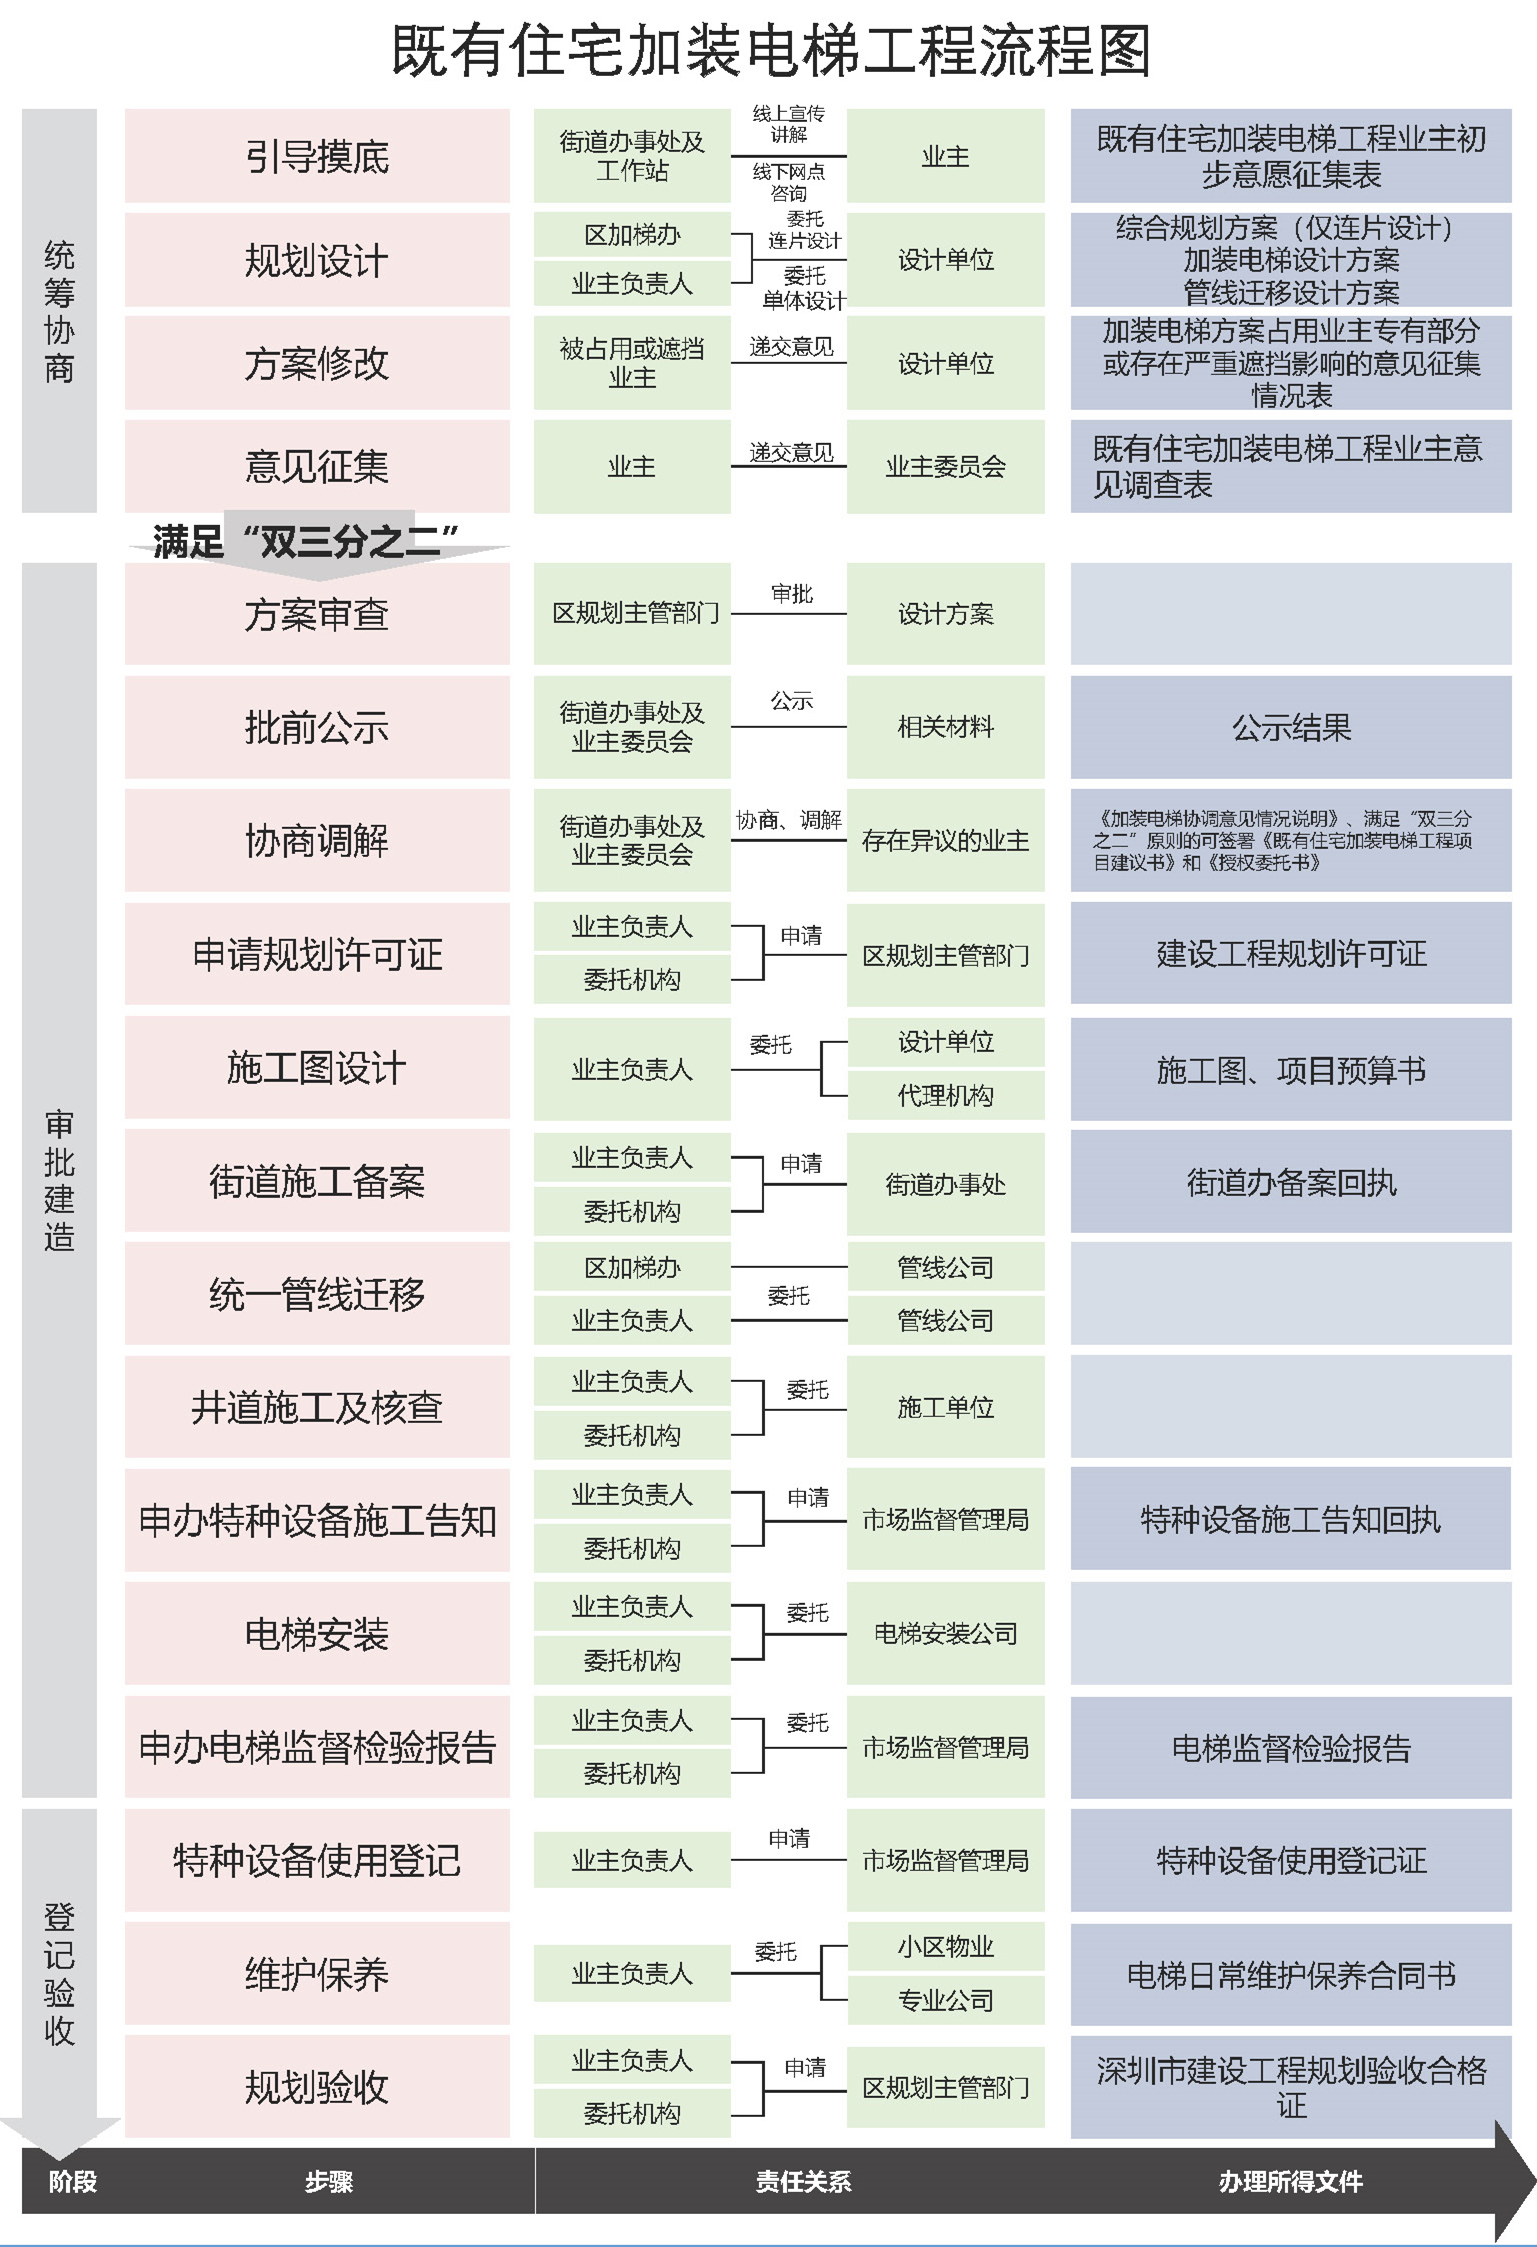 既有住宅加装电梯工程流程图
统筹协商
引导摸底
街道办事处及
工作站
线上宣传
讲解
线下网点
咨询
业主
既有住宅加装电梯工程业主初
步意愿征集表
规划设计
区加梯办
业主负责人
委托
连片设计
委托
单体设计
设计单位
综合规划方案（仅连片设计）
加装电梯设计方案
管线迁移设计方案
方案修改
被占用或遮挡
业主
递交意见
设计单位
加装电梯方案占用业主专有部分
或存在严重遮挡影响的意见征集
情况表
意见征集
业主
递交意见
业主委员会
既有住宅加装电梯工程业主意
见调查表
满足“双三分之二”
审批建造
方案审查
区规划主管部门
审批
设计方案
批前公示
街道办事处及
业主委员会
公示
相关材料
公示结果
协商调解
街道办事处及
业主委员会
协商、调解
存在异议的业主
《加装电梯协调意见情况说明》、满足“双三分
之二”原则的可签署《既有住宅加装电梯工程项
目建议书》和《授权委托书》
申请规划许可证
业主负责人
委托机构
申请
区规划主管部门
建设工程规划许可证
施工图设计
业主负责人
委托
设计单位
代理机构
施工图、项目预算书
街道施工备案
业主负责人
委托机构
申请
街道办事处
街道办备案回执
统一管线迁移
区加梯办
业主负责人
委托
管线公司
管线公司
井道施工及核查
业主负责人
委托机构
委托
施工单位
申办特种设备施工告知
业主负责人
委托机构
申请
市场监督管理局
特种设备施工告知回执
电梯安装
业主负责人
委托机构
委托
电梯安装公司
申办电梯监督检验报告
业主负责人
委托机构
委托
市场监督管理局
电梯监督检验报告
登记验收
特种设备使用登记
业主负责人
申请
市场监督管理局
特种设备使用登记证
维护保养
业主负责人
委托
小区物业
专业公司
电梯日常维护保养合同书
规划验收
业主负责人
委托机构
申请
区规划主管部门
深圳市建设工程规划验收合格
证
阶段
步骤
责任关系
办理所得文件